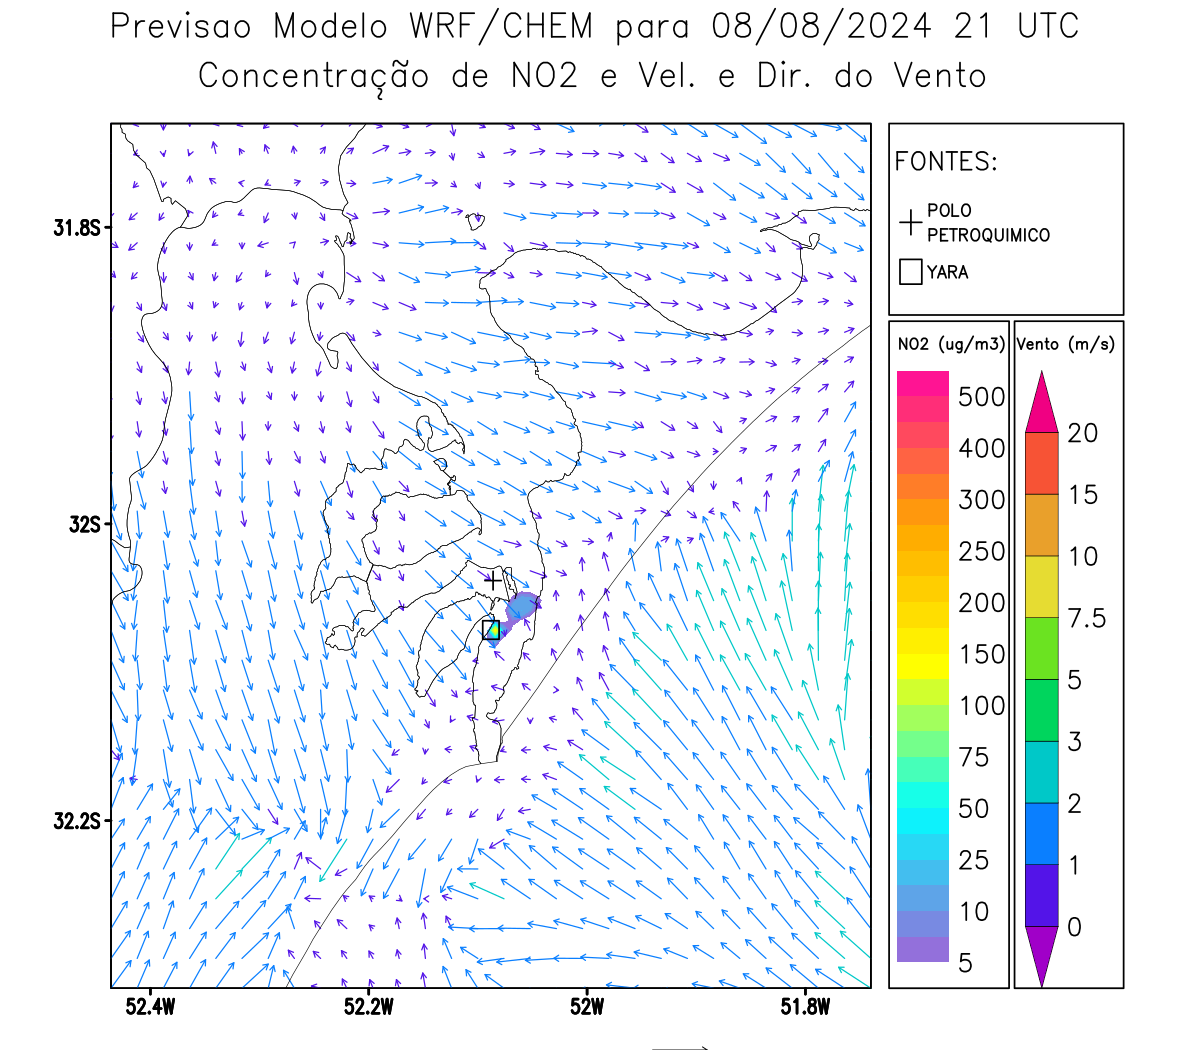 Previsao Modelo WRF/CHEM para 08/08/2024 21 UTC
Concentração de NO2 e Vel. e Dir. do Vento
FONTES:
POLO
PETROQUIMICO
YARA
NO2 (ug/m3)
500
400
300
250
200
150
100
75
50
25
10
5
Vento (m/s)
20
15
10
7.5
5
3
2
1
0
31.8S
32S
32.2S
52.4W
52.2W
52W
51.8W